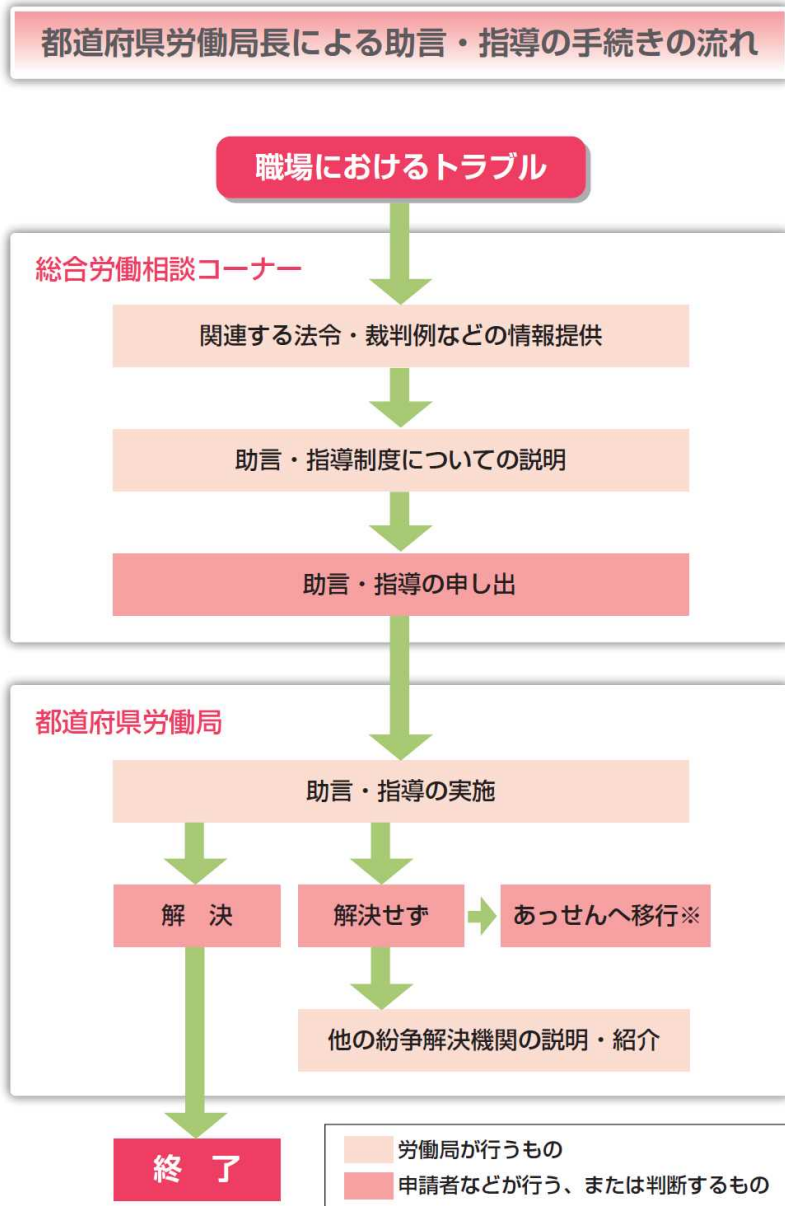 都道府県労働局長による助言・指導の手続きの流れ
職場におけるトラブル
総合労働相談コーナー
関連する法令・裁判例などの情報提供
助言・指導制度についての説明
助言・指導の申し出
都道府県労働局
助言・指導の実施
解　決
解決せず
あっせんへ移行※
他の紛争解決機関の説明・紹介
終　了
労働局が行うもの
申請者などが行う、または判断するもの